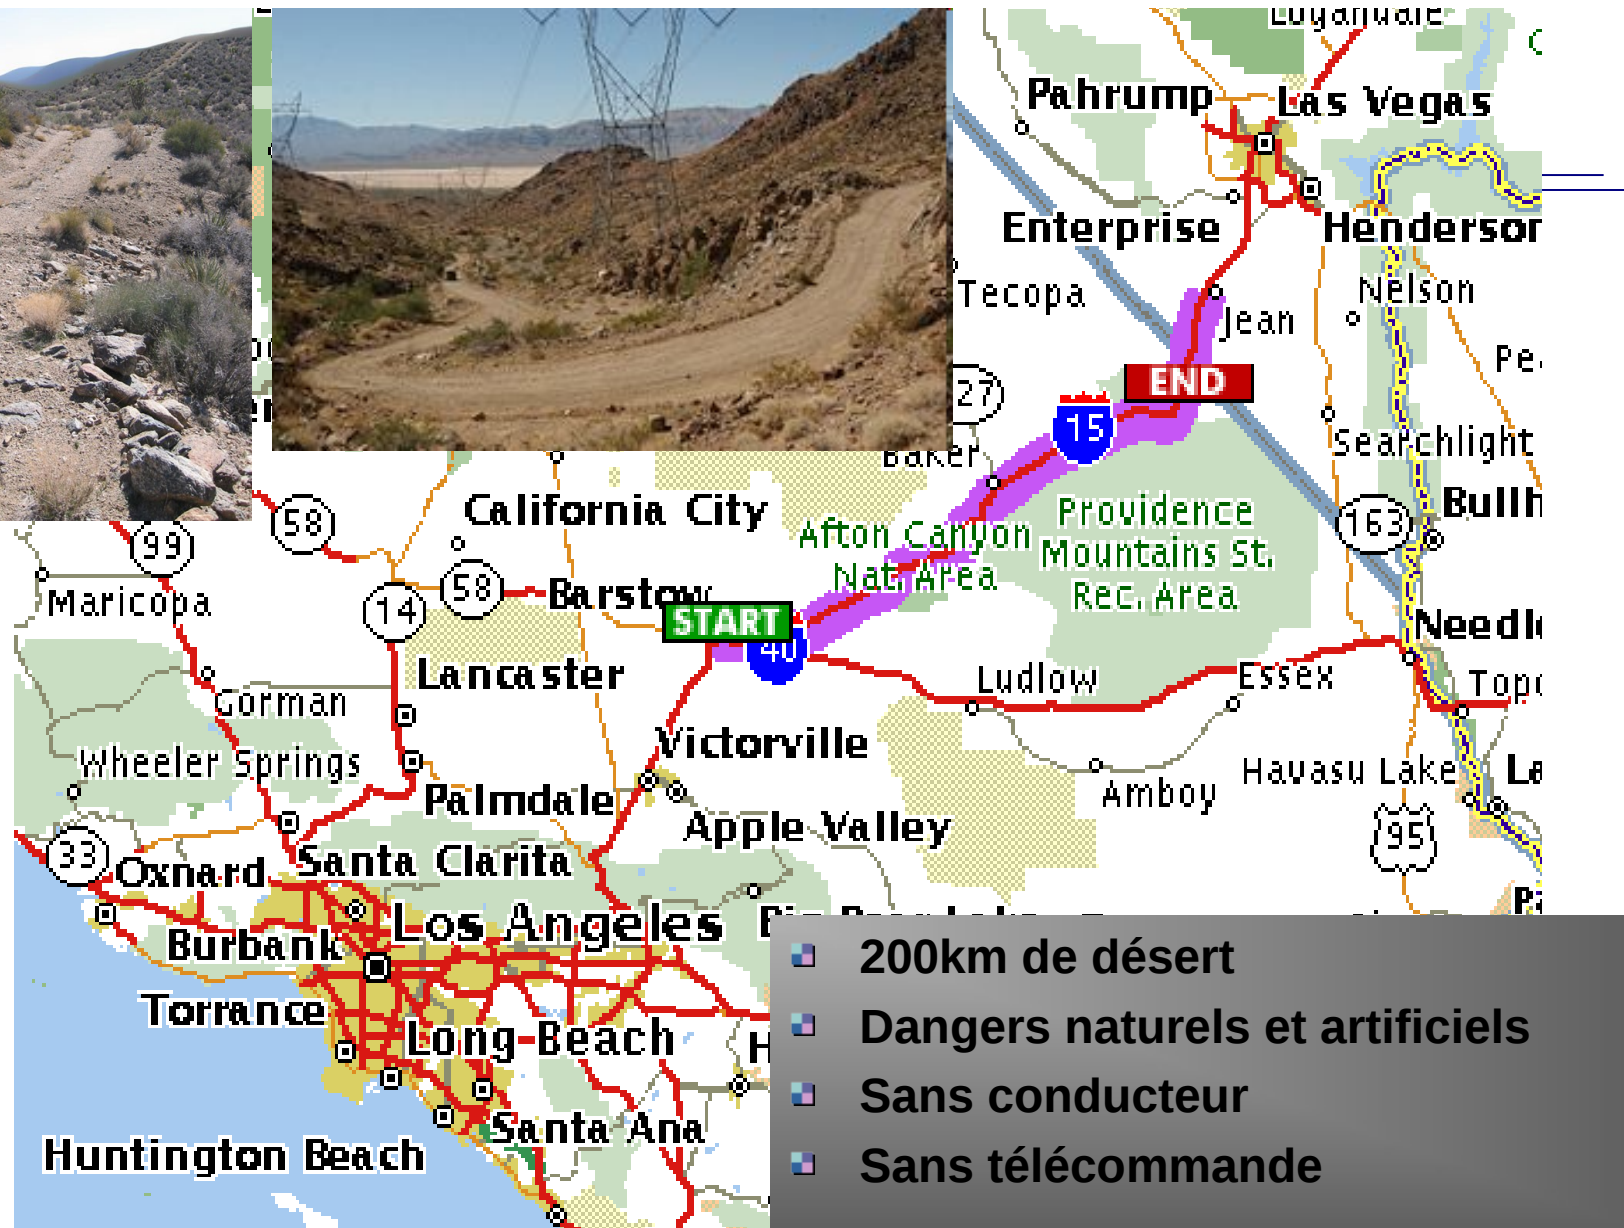 Pahrump
Las Vegas
Enterprise
Henderson
Tecopa
Nelson
Jean
END
27
15
Searchlight
Baker
California City
58
99
Afton Canyon
Nat. Area
Providence
Mountains St.
Rec. Area
163
Maricopa
14
58
Barstow
START
40
Lancaster
Ludlow
Essex
Gorman
Victorville
Wheeler Springs
Havasu Lake
Palmdale
Amboy
Apple Valley
95
33
Oxnard
Santa Clarita
Los Angeles
Burbank
Torrance
Long Beach
Santa Ana
Huntington Beach
200km de désert
Dangers naturels et artificiels
Sans conducteur
Sans télécommande